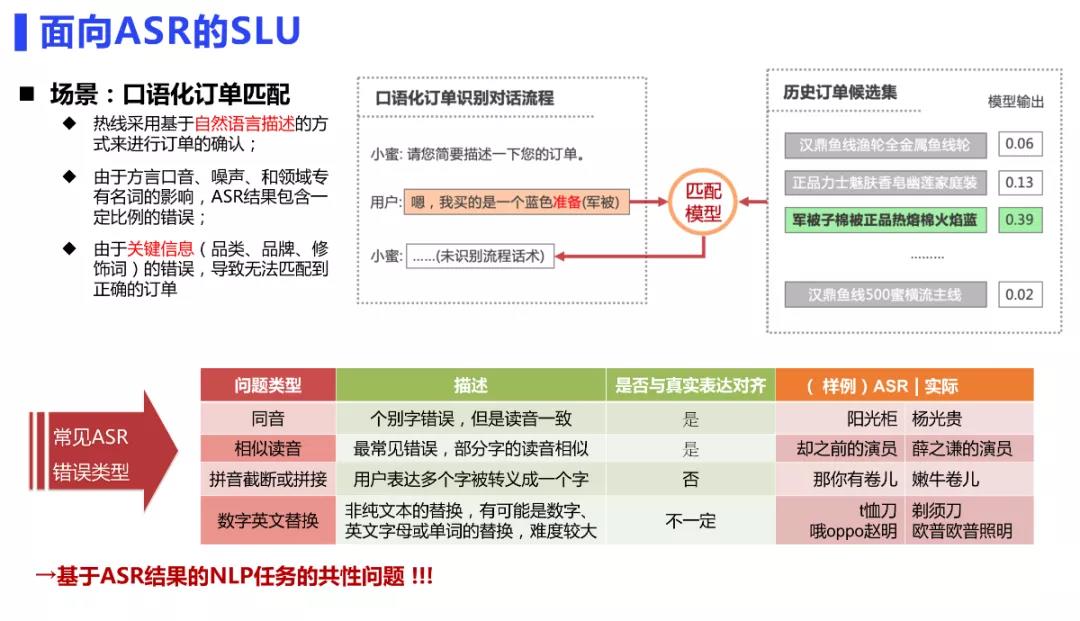 面向ASR的SLU
■ 场景：口语化订单匹配
◆ 热线采用基于自然语言描述的方
式来进行订单的确认；
◆ 由于方言口音、噪声、和领域专
有名词的影响，ASR结果包含一
定比例的错误；
◆ 由于关键信息（品类、品牌、修
饰词）的错误，导致无法匹配到
正确的订单
口语化订单识别对话流程
小蜜: 请您简要描述一下您的订单。
用户: 嗯，我买的是一个蓝色准备(军被)
小蜜: ......(未识别流程话术)
匹配
模型
历史订单候选集
模型输出
汉鼎鱼线渔轮全金属鱼线轮 0.06
正品力士魅肤香皂幽莲家庭装 0.13
军被子棉被正品热熔棉火焰蓝 0.39
.........
汉鼎鱼线500蜜横流主线 0.02
常见ASR
错误类型
问题类型 描述 是否与真实表达对齐 （样例）ASR | 实际
同音 个别字错误，但是读音一致 是 阳光柜 杨光贵
相似读音 最常见错误，部分字的读音相似 是 却之前的演员 薛之谦的演员
拼音截断或拼接 用户表达多个字被转义成一个字 否 那你有卷儿 嫩牛卷儿
数字英文替换 非纯文本的替换，有可能是数字、
英文字母或单词的替换，难度较大 不一定 t恤刀 剃须刀
哦oppo赵明 欧普欧普照明
→基于ASR结果的NLP任务的共性问题 !!!